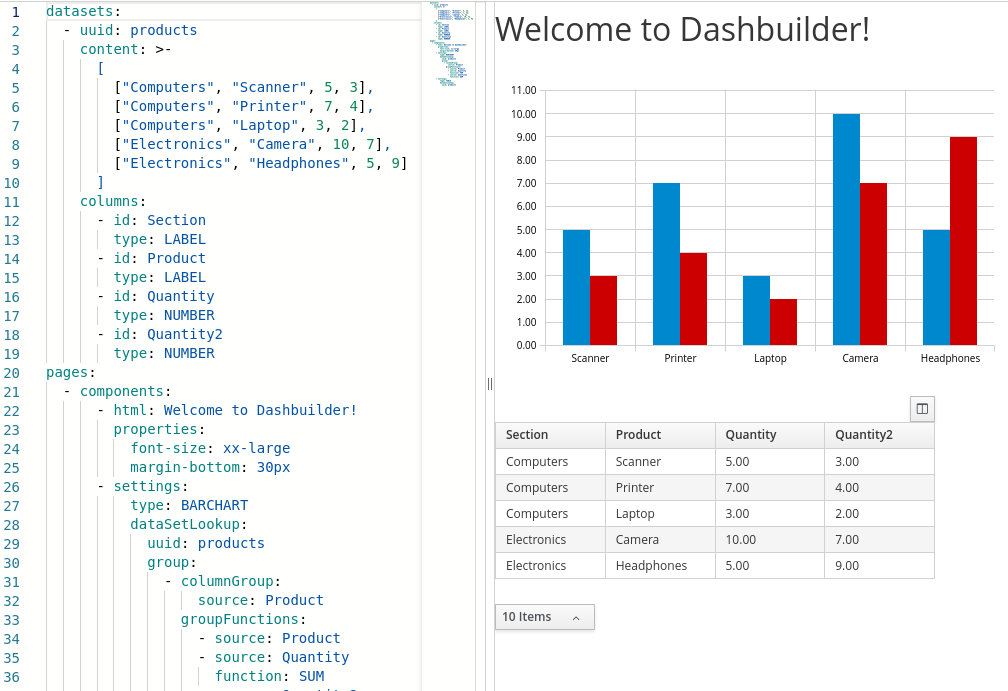 1 datasets:
2   - uuid: products
3     content: >-
4       [
5         ["Computers", "Scanner", 5, 3],
6         ["Computers", "Printer", 7, 4],
7         ["Computers", "Laptop", 3, 2],
8         ["Electronics", "Camera", 10, 7],
9         ["Electronics", "Headphones", 5, 9]
10       ]
11     columns:
12       - id: Section
13         type: LABEL
14       - id: Product
15         type: LABEL
16       - id: Quantity
17         type: NUMBER
18       - id: Quantity2
19         type: NUMBER
20 pages:
21   - components:
22       - html: Welcome to Dashbuilder!
23         properties:
24           font-size: xx-large
25           margin-bottom: 30px
26       - settings:
27           type: BARCHART
28           dataSetLookup:
29             uuid: products
30             group:
31               - columnGroup:
32                   source: Product
33                 groupFunctions:
34                   - source: Product
35                   - source: Quantity
36                     function: SUM
Welcome to Dashbuilder!
11.00
10.00
9.00
8.00
7.00
6.00
5.00
4.00
3.00
2.00
1.00
0.00
Scanner Printer Laptop Camera Headphones
Section Product Quantity Quantity2
Computers Scanner 5.00 3.00
Computers Printer 7.00 4.00
Computers Laptop 3.00 2.00
Electronics Camera 10.00 7.00
Electronics Headphones 5.00 9.00
10 Items